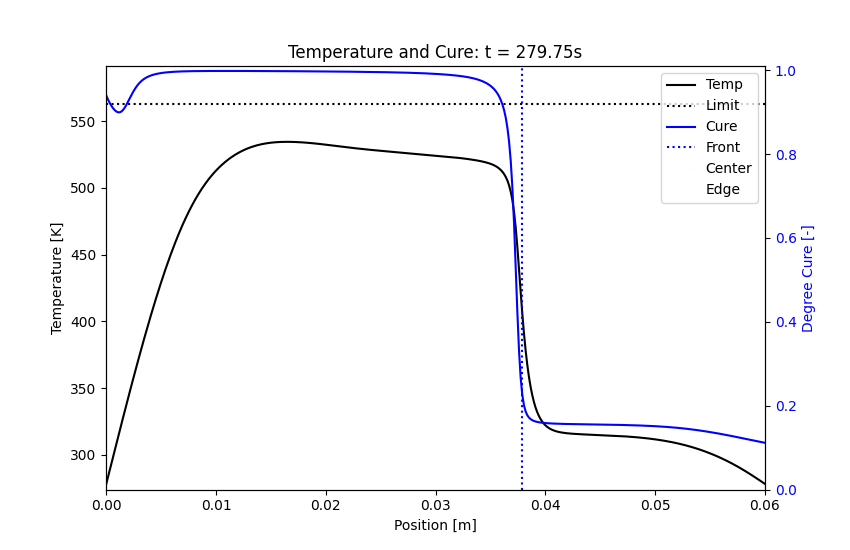 Temperature and Cure: t = 279.75s
Temp
Limit
Cure
Front
Center
Edge
Temperature [K]
550
500
450
400
350
300
1.0
0.8
0.6
0.4
0.2
0.0
Degree Cure [-]
0.00 0.01 0.02 0.03 0.04 0.05 0.06
Position [m]